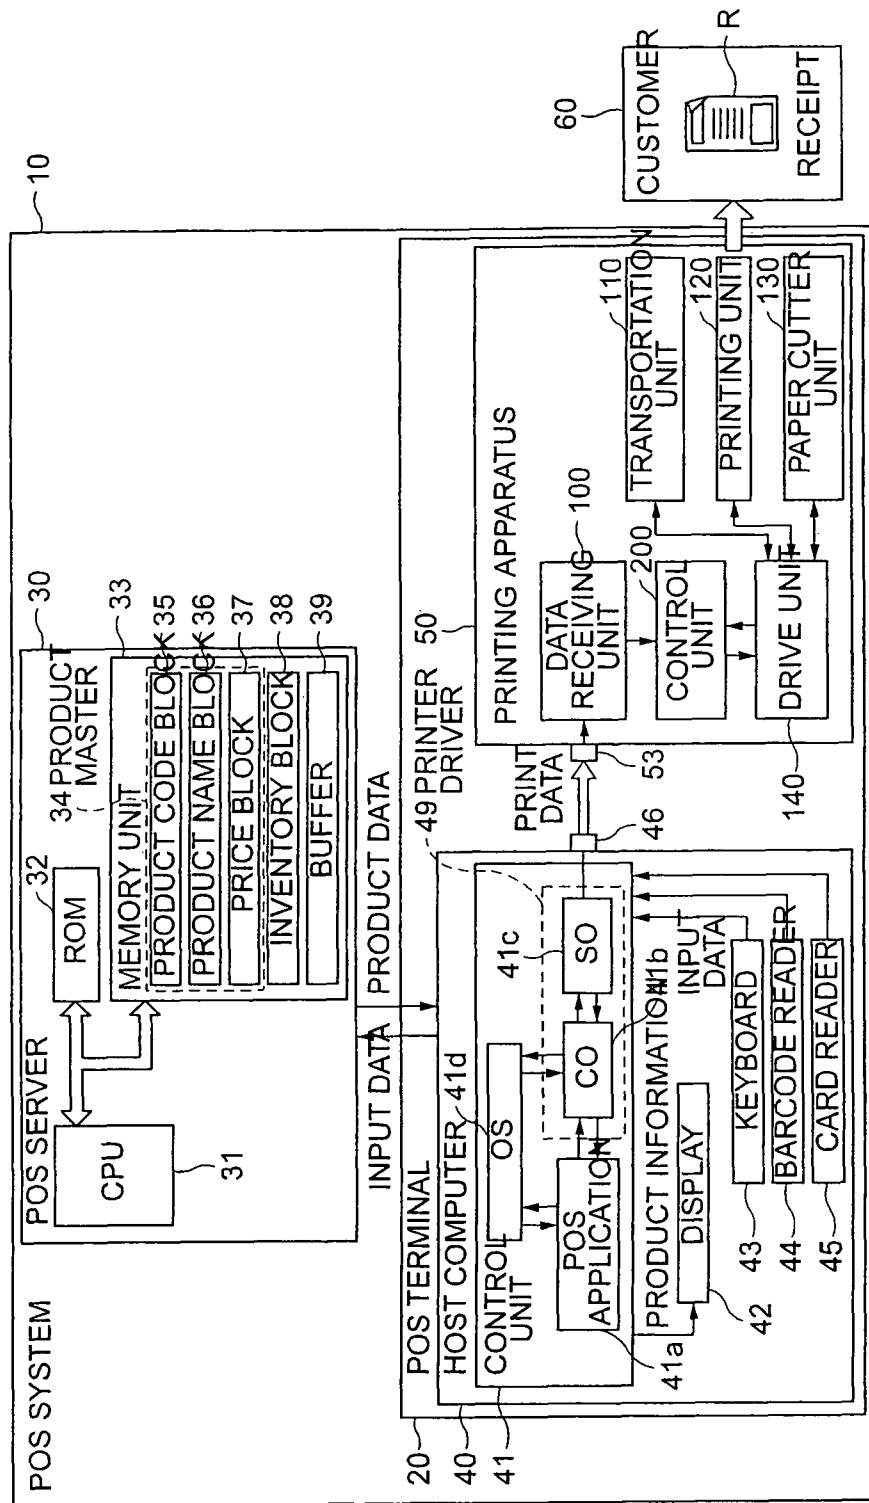 POS SYSTEM
10
POS SERVER
30
CPU
31
ROM
32
34 PRODUCT
MASTER
MEMORY UNIT
33
PRODUCT CODE BLOCK
35
PRODUCT NAME BLOCK
36
PRICE BLOCK
37
INVENTORY BLOCK
38
BUFFER
39
INPUT DATA
PRODUCT DATA
POS TERMINAL
20
HOST COMPUTER
40
CONTROL
UNIT
41
41d
OS
POS
APPLICATION
41a
CO
41b
SO
41c
49 PRINTER
DRIVER
PRODUCT INFORMATION
DISPLAY
42
INPUT
DATA
KEYBOARD
43
BARCODE READER
44
CARD READER
45
46
PRINT
DATA
53
50
PRINTING APPARATUS
DATA
RECEIVING
UNIT
100
200
CONTROL
UNIT
DRIVE UNIT
140
TRANSPORTATION
UNIT
110
PRINTING UNIT
120
PAPER CUTTER
UNIT
130
60
CUSTOMER
R
RECEIPT